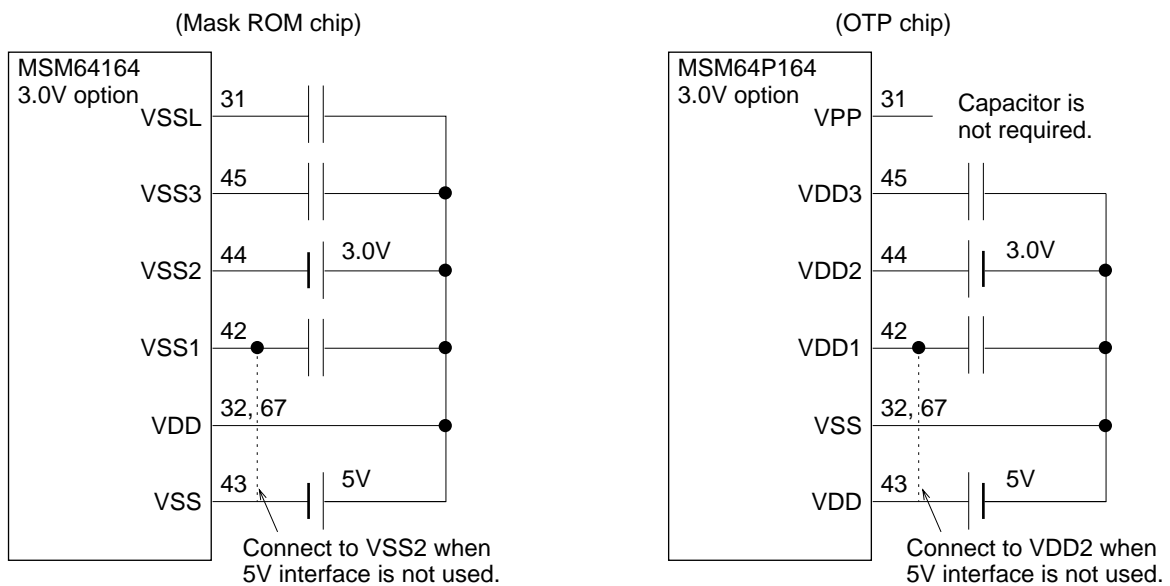 (Mask ROM chip)
MSM64164
3.0V option
VSSL
31
VSS3
45
VSS2
44
3.0V
VSS1
42
VDD
32, 67
VSS
43
5V
Connect to VSS2 when
5V interface is not used.
(OTP chip)
MSM64P164
3.0V option
VPP
31
Capacitor is
not required.
VDD3
45
VDD2
44
3.0V
VDD1
42
VSS
32, 67
VDD
43
5V
Connect to VDD2 when
5V interface is not used.